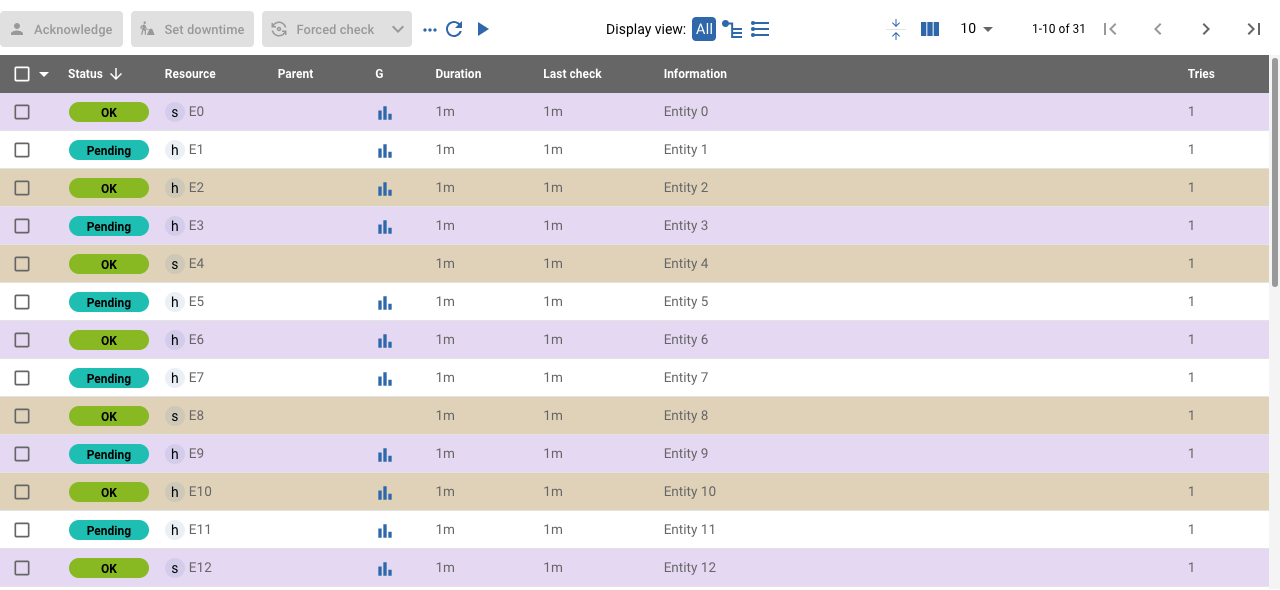 Acknowledge Set downtime Forced check Display view: All 10 1-10 of 31
Status Resource Parent G Duration Last check Information Tries
OK s E0 1m 1m Entity 0 1
Pending h E1 1m 1m Entity 1 1
OK h E2 1m 1m Entity 2 1
Pending h E3 1m 1m Entity 3 1
OK s E4 1m 1m Entity 4 1
Pending h E5 1m 1m Entity 5 1
OK h E6 1m 1m Entity 6 1
Pending h E7 1m 1m Entity 7 1
OK s E8 1m 1m Entity 8 1
Pending h E9 1m 1m Entity 9 1
OK h E10 1m 1m Entity 10 1
Pending h E11 1m 1m Entity 11 1
OK s E12 1m 1m Entity 12 1